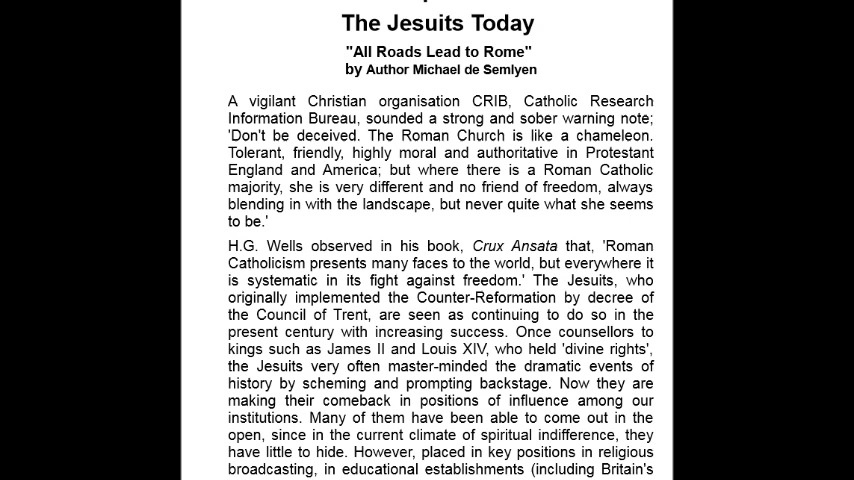 The Jesuits Today
"All Roads Lead to Rome"
by Author Michael de Semlyen
A vigilant Christian organisation CRIB, Catholic Research
Information Bureau, sounded a strong and sober warning note;
'Don't be deceived. The Roman Church is like a chameleon.
Tolerant, friendly, highly moral and authoritative in Protestant
England and America; but where there is a Roman Catholic
majority, she is very different and no friend of freedom, always
blending in with the landscape, but never quite what she seems
to be.'
H.G. Wells observed in his book, Crux Ansata that, 'Roman
Catholicism presents many faces to the world, but everywhere it
is systematic in its fight against freedom.' The Jesuits, who
originally implemented the Counter-Reformation by decree of
the Council of Trent, are seen as continuing to do so in the
present century with increasing success. Once counsellors to
kings such as James II and Louis XIV, who held 'divine rights',
the Jesuits very often master-minded the dramatic events of
history by scheming and prompting backstage. Now they are
making their comeback in positions of influence among our
institutions. Many of them have been able to come out in the
open, since in the current climate of spiritual indifference, they
have little to hide. However, placed in key positions in religious
broadcasting, in educational establishments (including Britain's